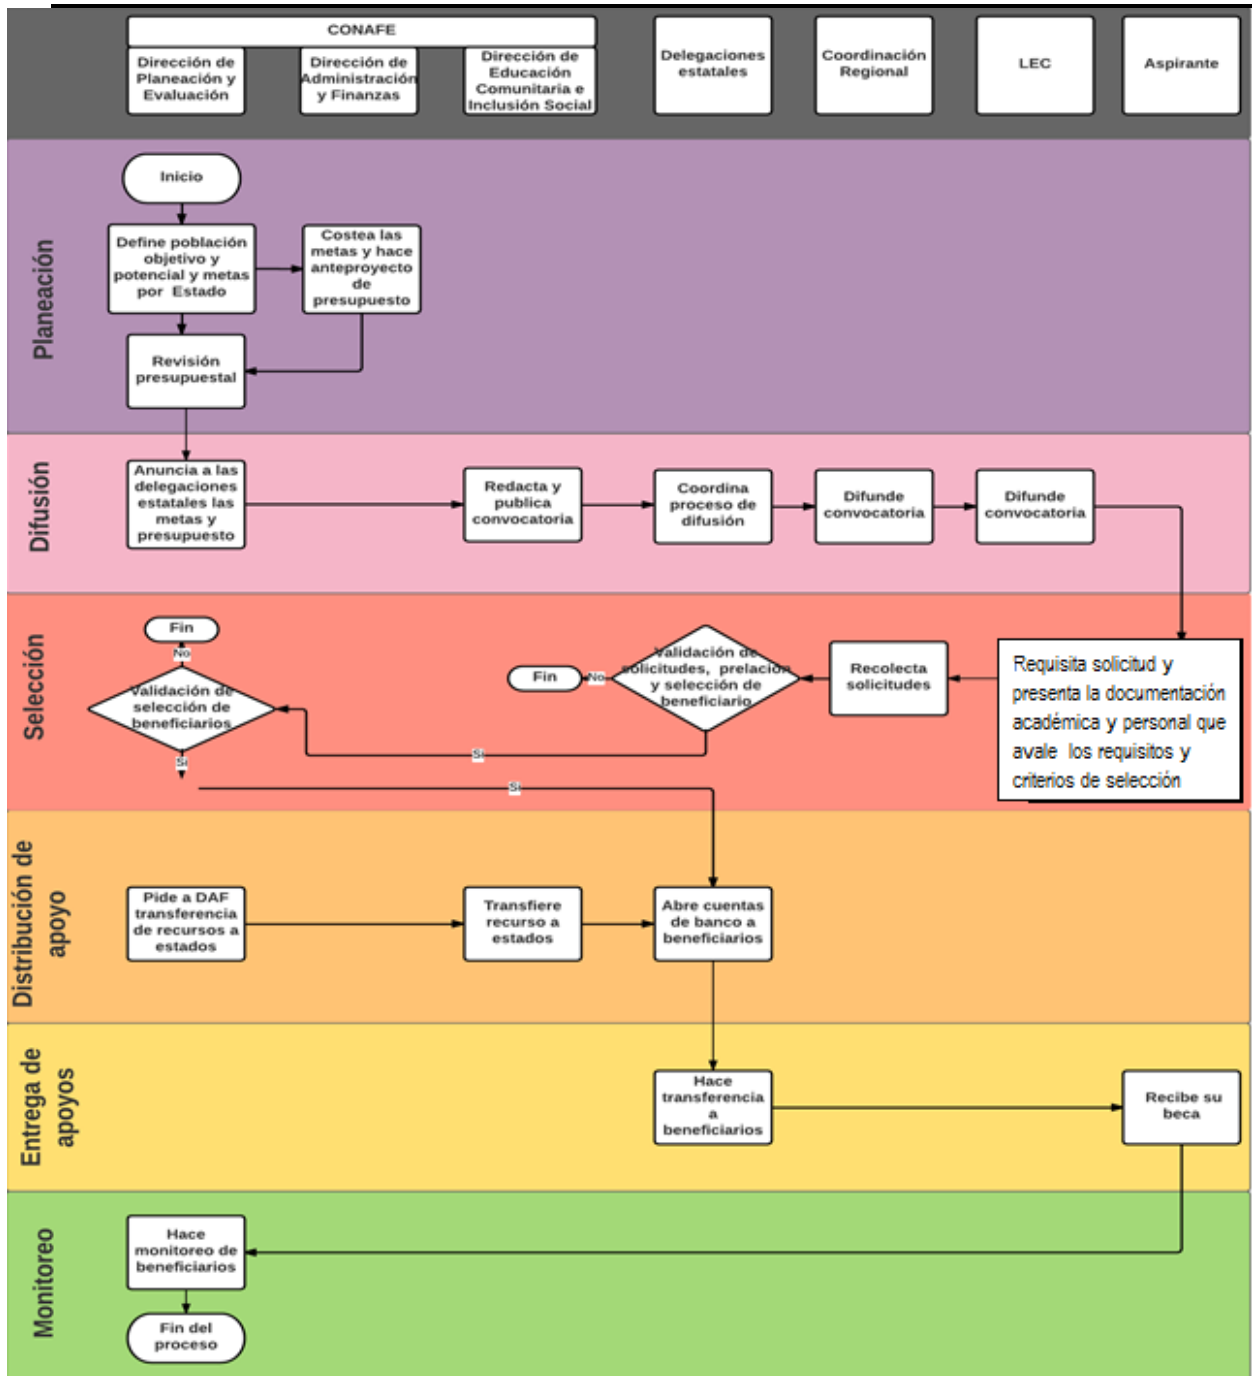 CONAFE
Dirección de
Planeación y
Evaluación
Dirección de
Administración
y Finanzas
Dirección de
Educación
Comunitaria e
Inclusión Social
Delegaciones
estatales
Coordinación
Regional
LEC
Aspirante
Planeación
Inicio
Define población
objetivo y
potencial y metas
por Estado
Costea las
metas y hace
anteproyecto
de
presupuesto
Revisión
presupuestal
Difusión
Anuncia a las
delegaciones
estatales las
metas y
presupuesto
Redacta y
publica
convocatoria
Coordina
proceso de
difusión
Difunde
convocatoria
Difunde
convocatoria
Selección
Fin
No
Validación de
selección de
beneficiarios
Si
Fin
No
Validación de
solicitudes, prelación
y selección de
beneficiario
Si
Si
Recolecta
solicitudes
Requisita solicitud y
presenta la documentación
académica y personal que
avale los requisitos y
criterios de selección
Distribución de
apoyo
Pide a DAF
transferencia
de recursos a
estados
Transfiere
recurso a
estados
Abre cuentas
de banco a
beneficiarios
Entrega de
apoyos
Hace
transferencia
a
beneficiarios
Recibe su
beca
Monitoreo
Hace
monitoreo de
beneficiarios
Fin del
proceso